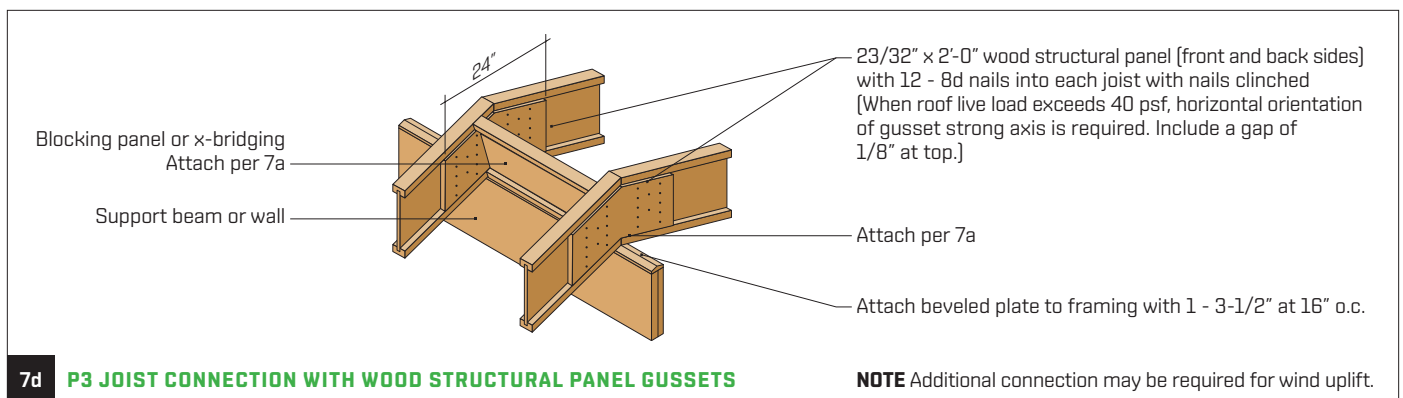 24"
Blocking panel or x-bridging
Attach per 7a
Support beam or wall
23/32" x 2'-0" wood structural panel (front and back sides)
with 12 - 8d nails into each joist with nails clinched
(When roof live load exceeds 40 psf, horizontal orientation
of gusset strong axis is required. Include a gap of
1/8" at top.)
Attach per 7a
Attach beveled plate to framing with 1 - 3-1/2" at 16" o.c.
7d P3 JOIST CONNECTION WITH WOOD STRUCTURAL PANEL GUSSETS
NOTE Additional connection may be required for wind uplift.